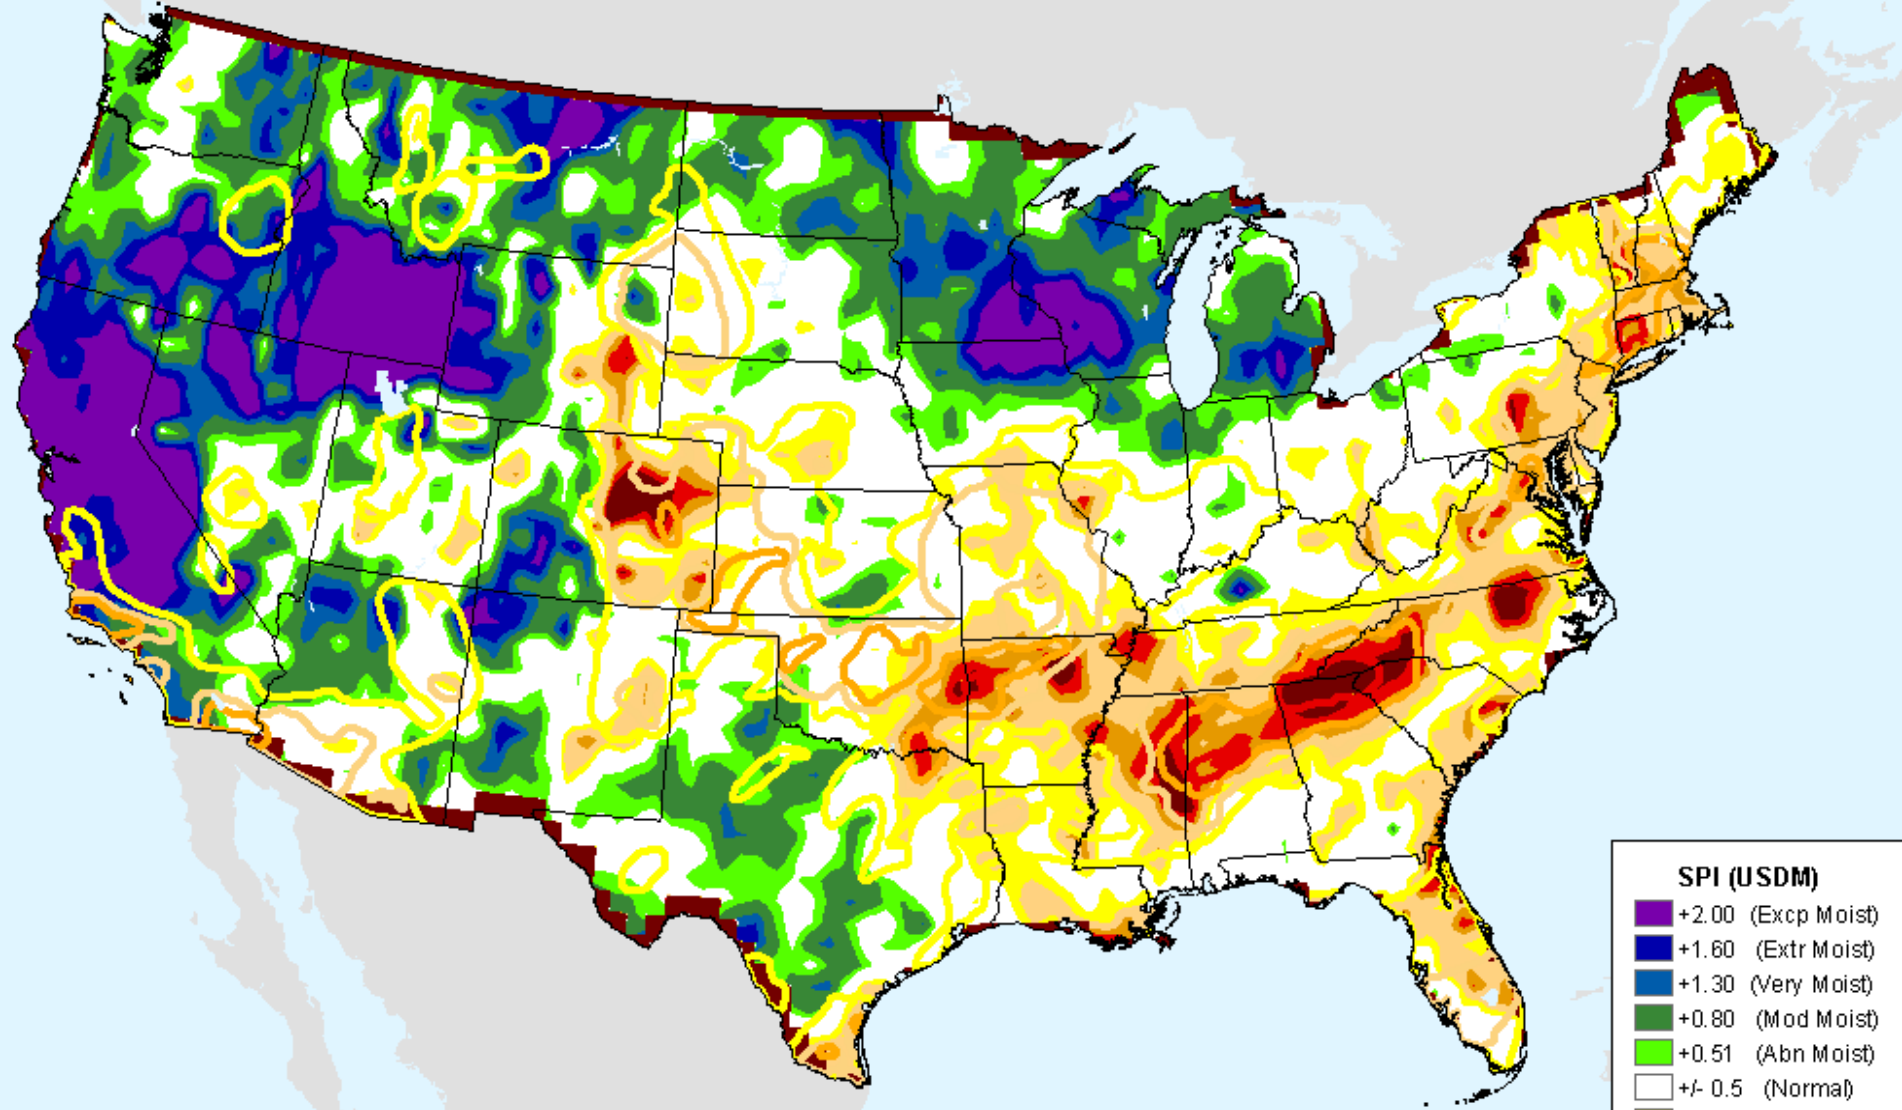 SPI (USDM)
+2.00 (Excp Moist)
+1.60 (Extr Moist)
+1.30 (Very Moist)
+0.80 (Mod Moist)
+0.51 (Abn Moist)
+/- 0.5 (Normal)